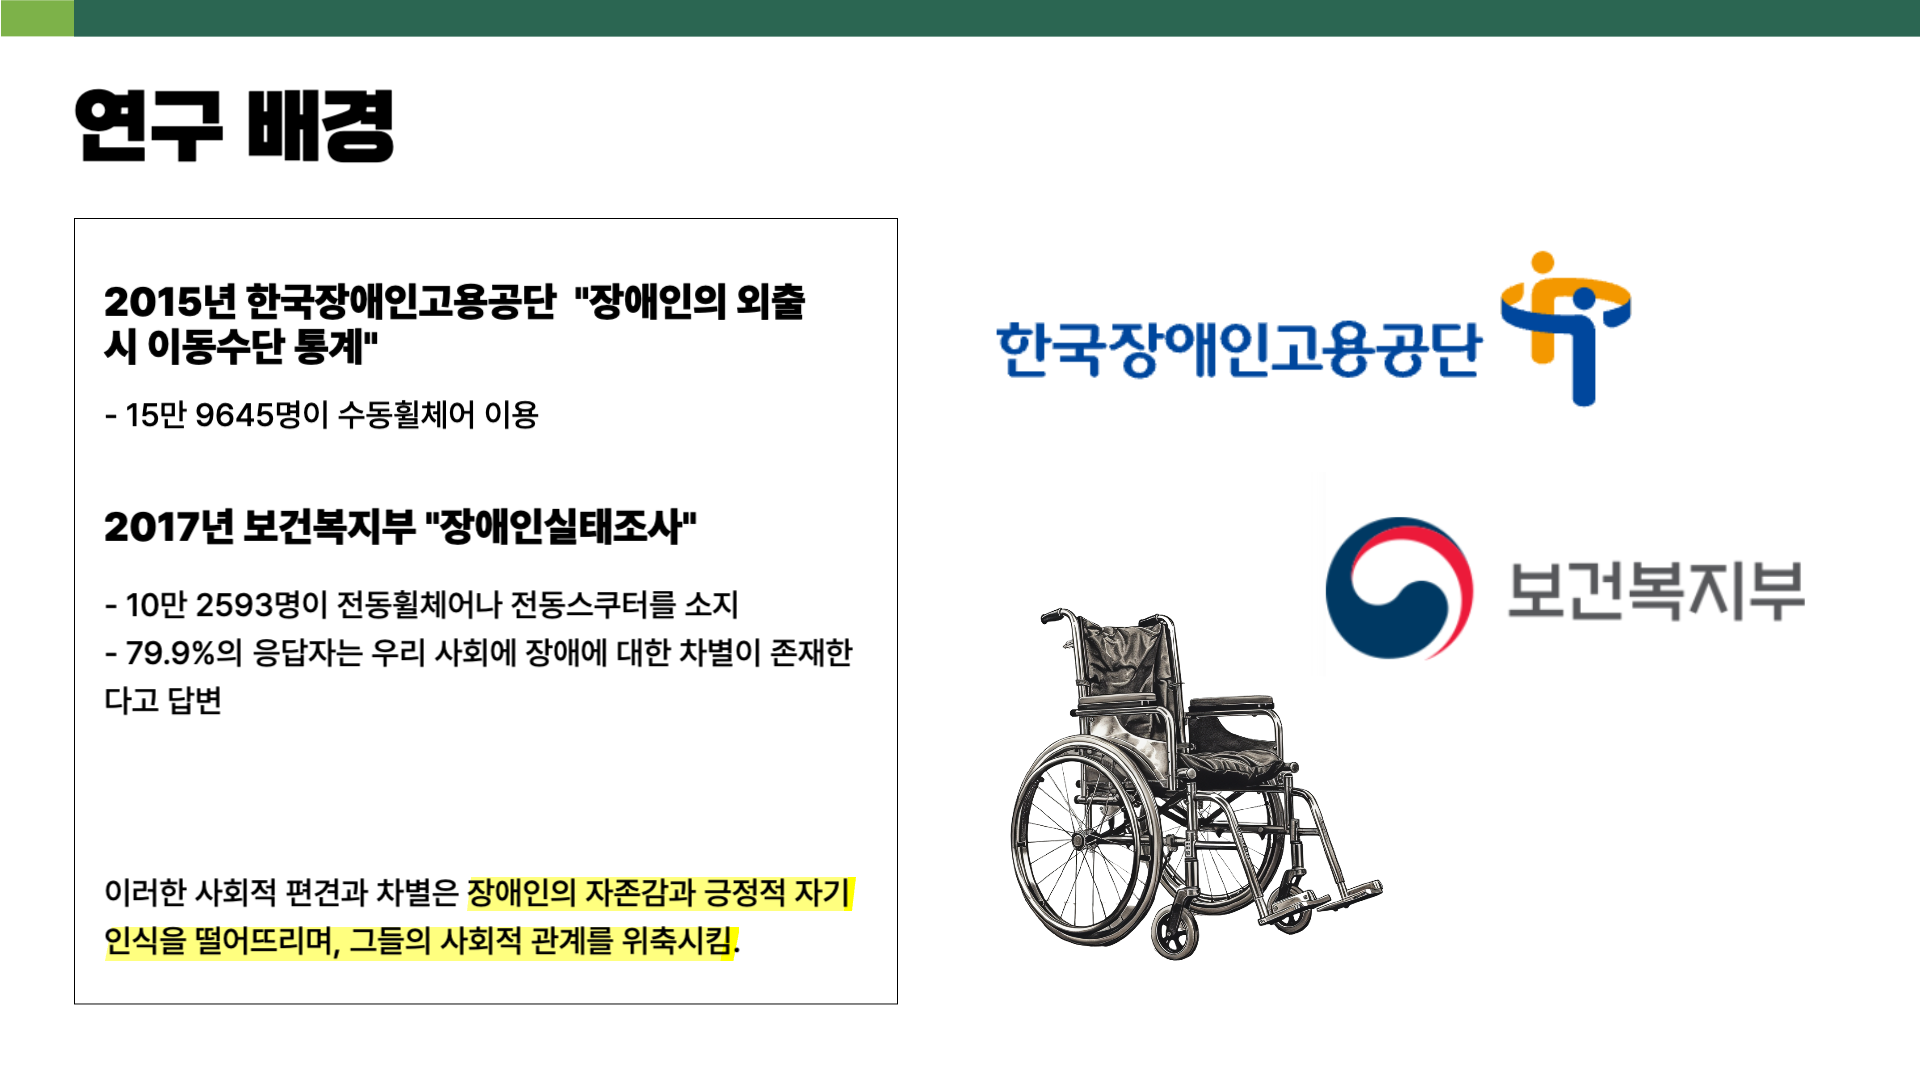 연구 배경
2015년 한국장애인고용공단 "장애인의 외출
시 이동수단 통계"
- 15만 9645명이 수동휠체어 이용
2017년 보건복지부 "장애인실태조사"
- 10만 2593명이 전동휠체어나 전동스쿠터를 소지
- 79.9%의 응답자는 우리 사회에 장애에 대한 차별이 존재한
다고 답변
이러한 사회적 편견과 차별은 장애인의 자존감과 긍정적 자기
인식을 떨어뜨리며, 그들의 사회적 관계를 위축시킴.
한국장애인고용공단
보건복지부